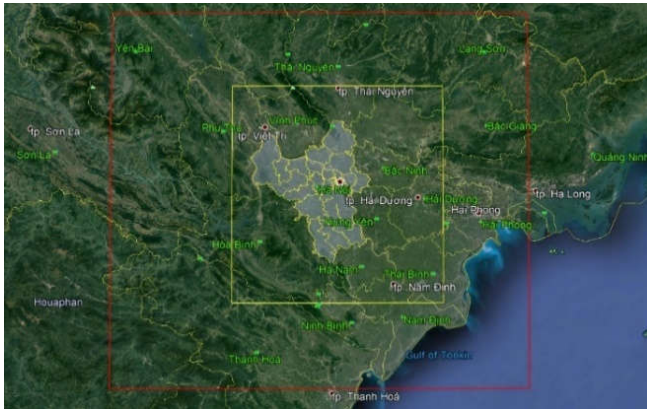 Yên Bái
Lạng Sơn
Thái Nguyên
tp. Thái Nguyên
Vĩnh Phúc
Phú Thọ
tp. Việt Trì
tp. Sơn La
Sơn La
Bắc Giang
Quảng Ninh
Bắc Ninh
Hà Nội
tp. Hải Dương
Hải Dương
tp. Hạ Long
Hải Phòng
Hải Phòng
Hưng Yên
Hòa Bình
Hà Nam
Thái Bình
tp. Nam Định
Houaphan
Ninh Bình
Nam Định
Gulf of Tonkin
Thanh Hoá
tp. Thanh Hoá